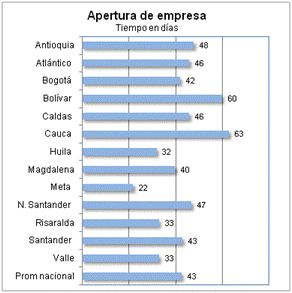 Apertura de empresa
Tiempo en días
Antioquia 48
Atlántico 46
Bogotá 42
Bolívar 60
Caldas 46
Cauca 63
Huila 32
Magdalena 40
Meta 22
N. Santander 47
Risaralda 33
Santander 43
Valle 33
Prom nacional 43